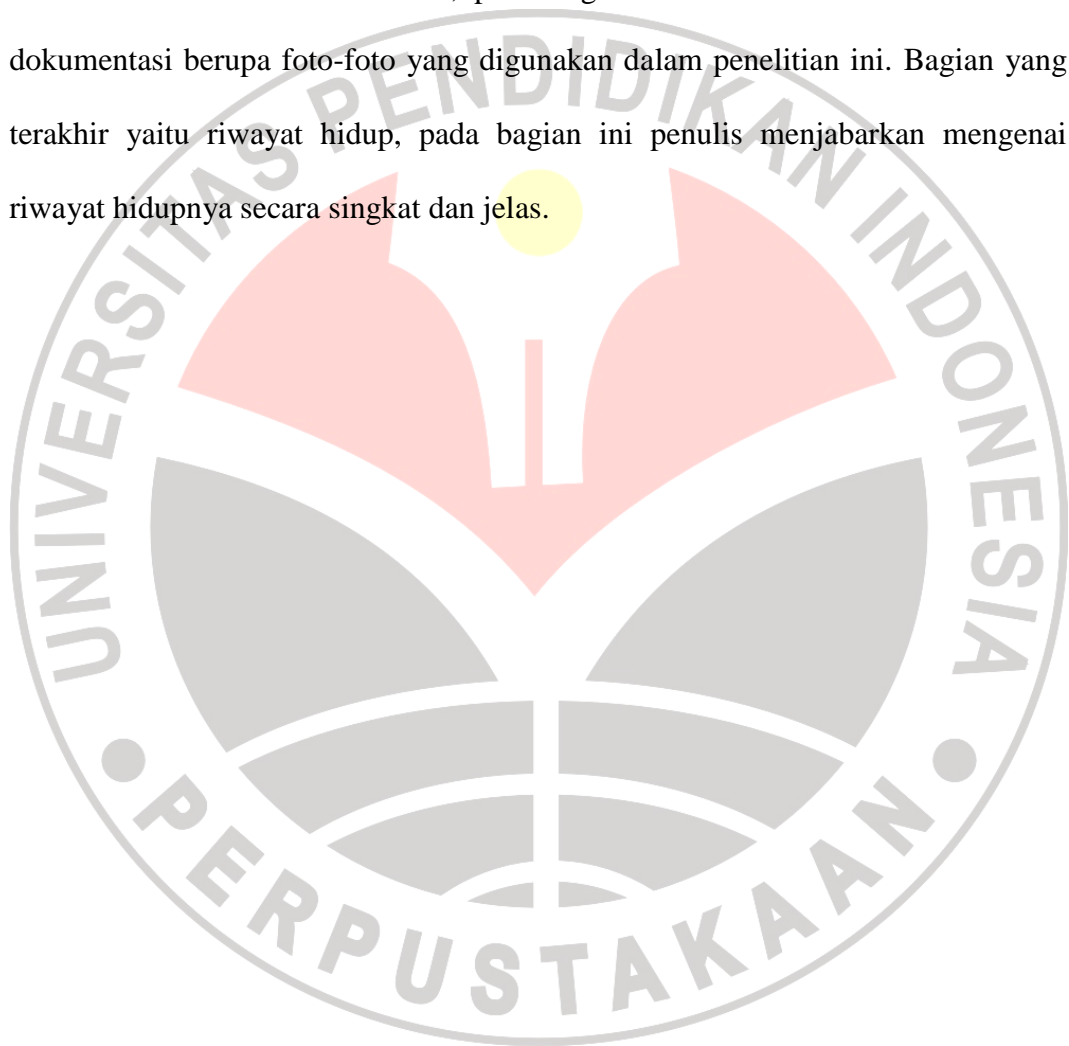 dokumentasi berupa foto-foto yang digunakan dalam penelitian ini. Bagian yang
terakhir yaitu riwayat hidup, pada bagian ini penulis menjabarkan mengenai
riwayat hidupnya secara singkat dan jelas.
UNIVERSITAS PENDIDIKAN INDONESIA
PERPUSTAKAAN